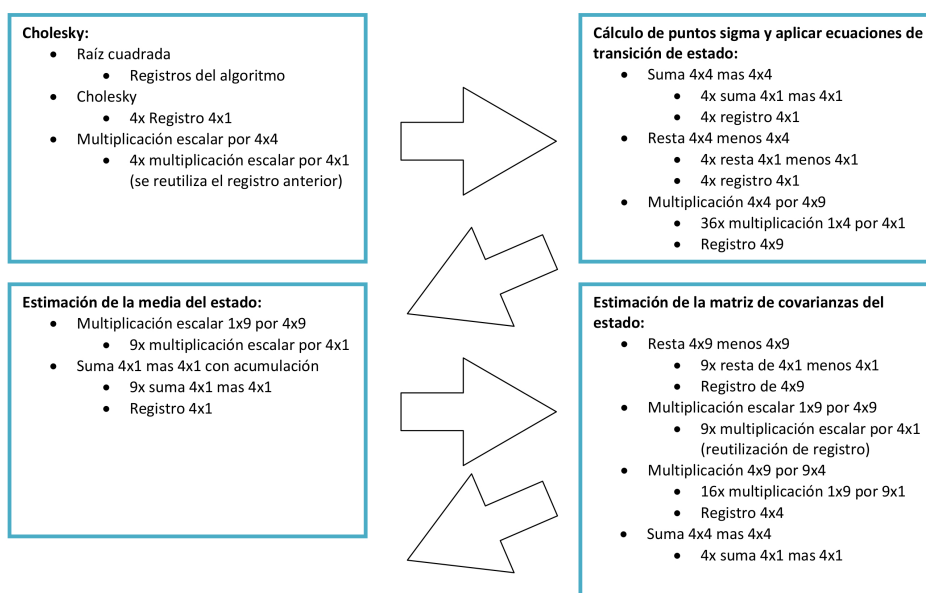 Cholesky:
• Raíz cuadrada
• Registros del algoritmo
• Cholesky
• 4x Registro 4x1
• Multiplicación escalar por 4x4
• 4x multiplicación escalar por 4x1
(se reutiliza el registro anterior)
Cálculo de puntos sigma y aplicar ecuaciones de
transición de estado:
• Suma 4x4 mas 4x4
• 4x suma 4x1 mas 4x1
• 4x registro 4x1
• Resta 4x4 menos 4x4
• 4x resta 4x1 menos 4x1
• 4x registro 4x1
• Multiplicación 4x4 por 4x9
• 36x multiplicación 1x4 por 4x1
• Registro 4x9
Estimación de la media del estado:
• Multiplicación escalar 1x9 por 4x9
• 9x multiplicación escalar por 4x1
• Suma 4x1 mas 4x1 con acumulación
• 9x suma 4x1 mas 4x1
• Registro 4x1
Estimación de la matriz de covarianzas del
estado:
• Resta 4x9 menos 4x9
• 9x resta de 4x1 menos 4x1
• Registro de 4x9
• Multiplicación escalar 1x9 por 4x9
• 9x multiplicación escalar por 4x1
(reutilización de registro)
• Multiplicación 4x9 por 9x4
• 16x multiplicación 1x9 por 9x1
• Registro 4x4
• Suma 4x4 mas 4x4
• 4x suma 4x1 mas 4x1